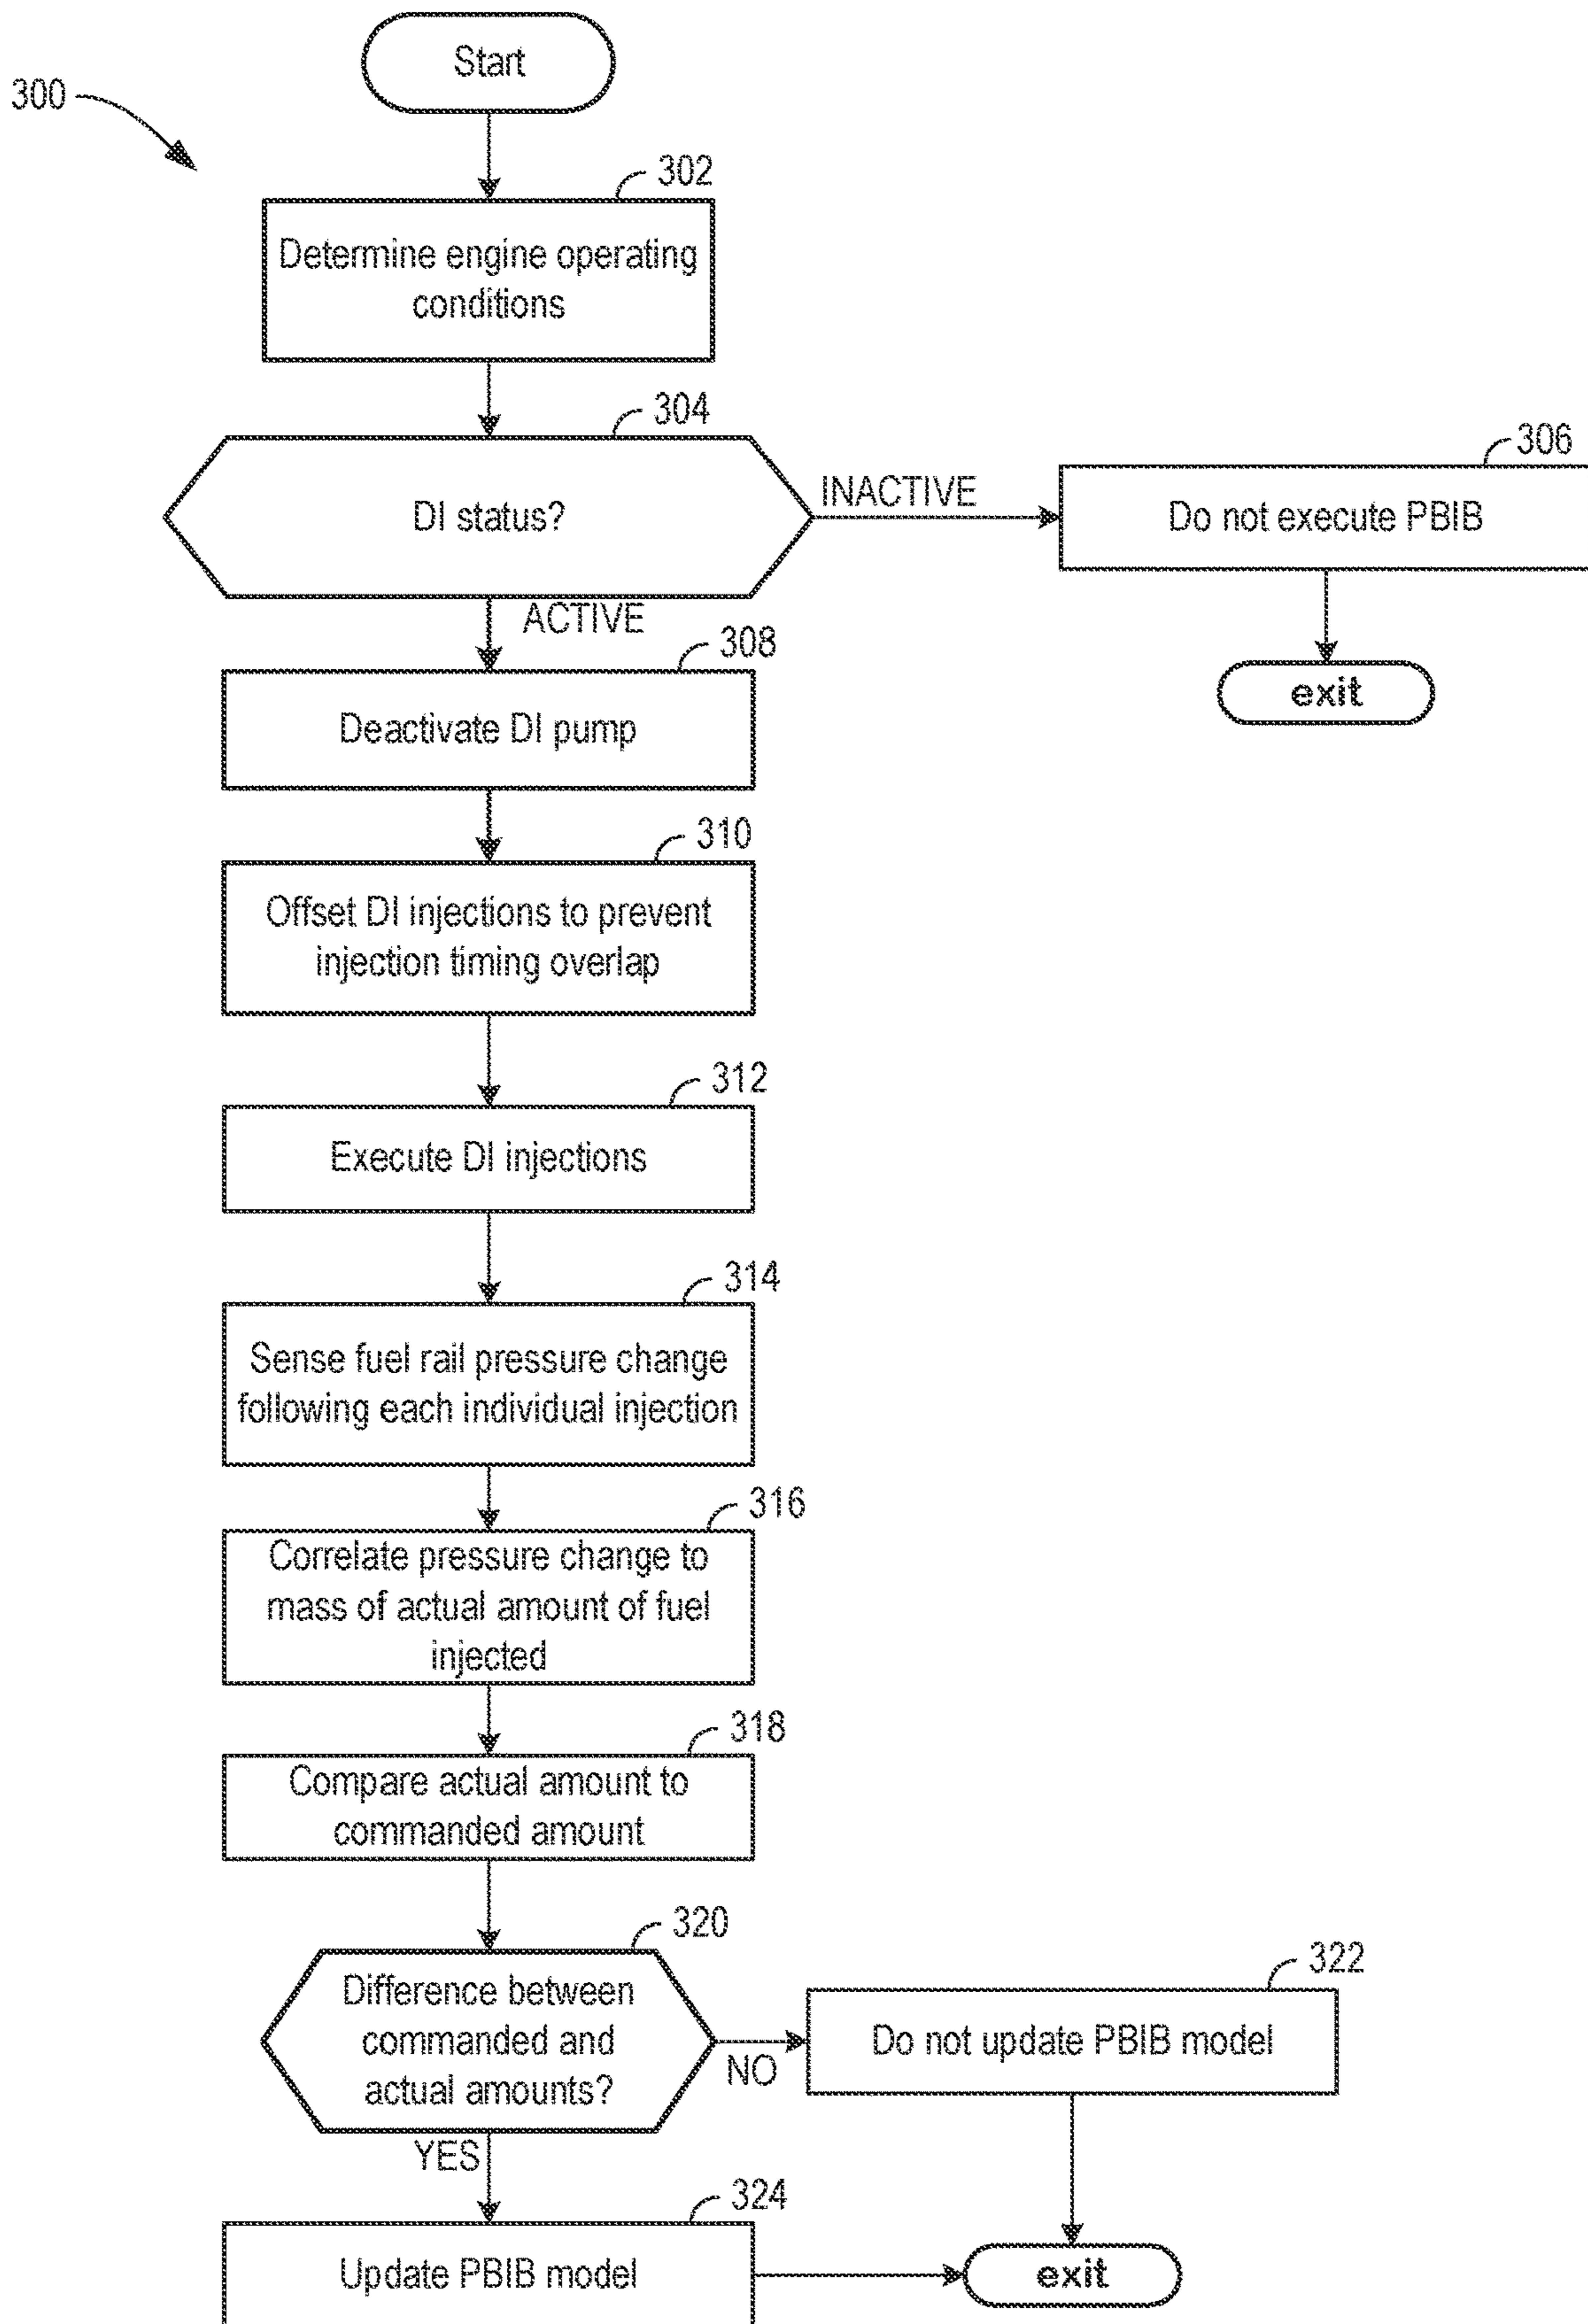 Start
300
302
Determine engine operating
conditions
304
DI status?
INACTIVE
306
Do not execute PBIB
exit
ACTIVE
308
Deactivate DI pump
310
Offset DI injections to prevent
injection timing overlap
312
Execute DI injections
314
Sense fuel rail pressure change
following each individual injection
316
Correlate pressure change to
mass of actual amount of fuel
injected
318
Compare actual amount to
commanded amount
320
Difference between
commanded and
actual amounts?
NO
322
Do not update PBIB model
YES
324
Update PBIB model
exit